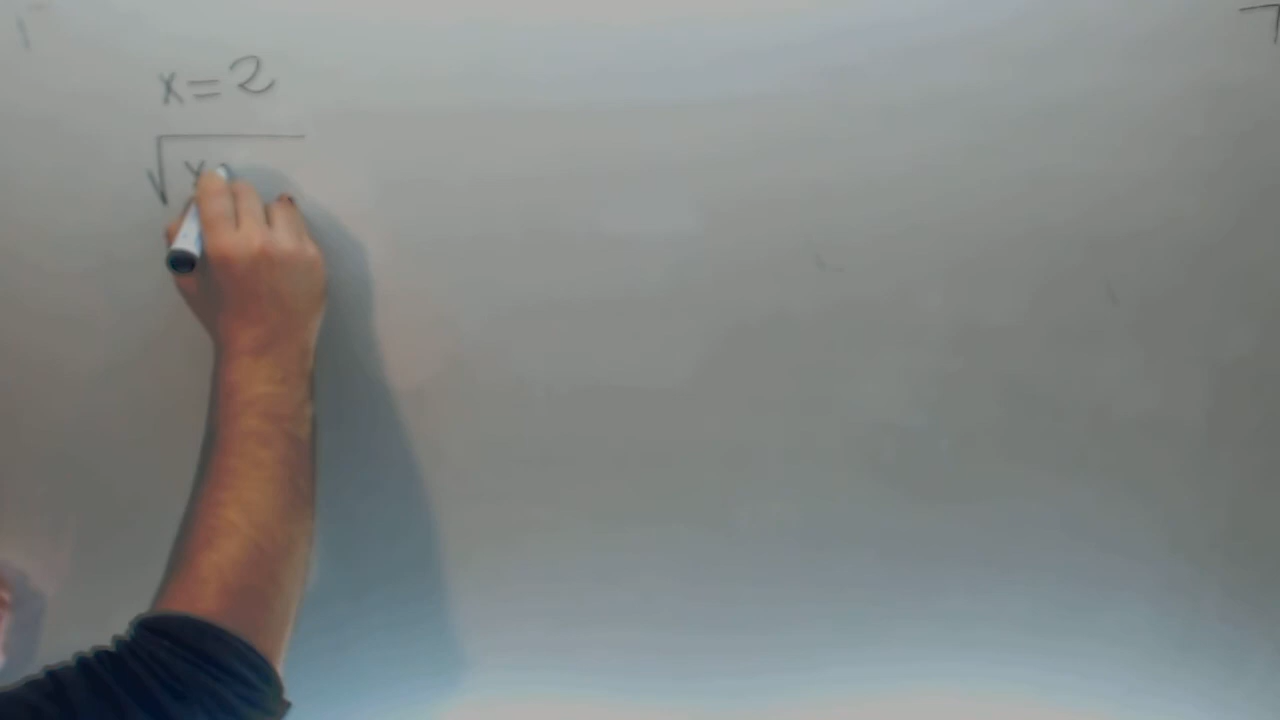 x = 2
√x